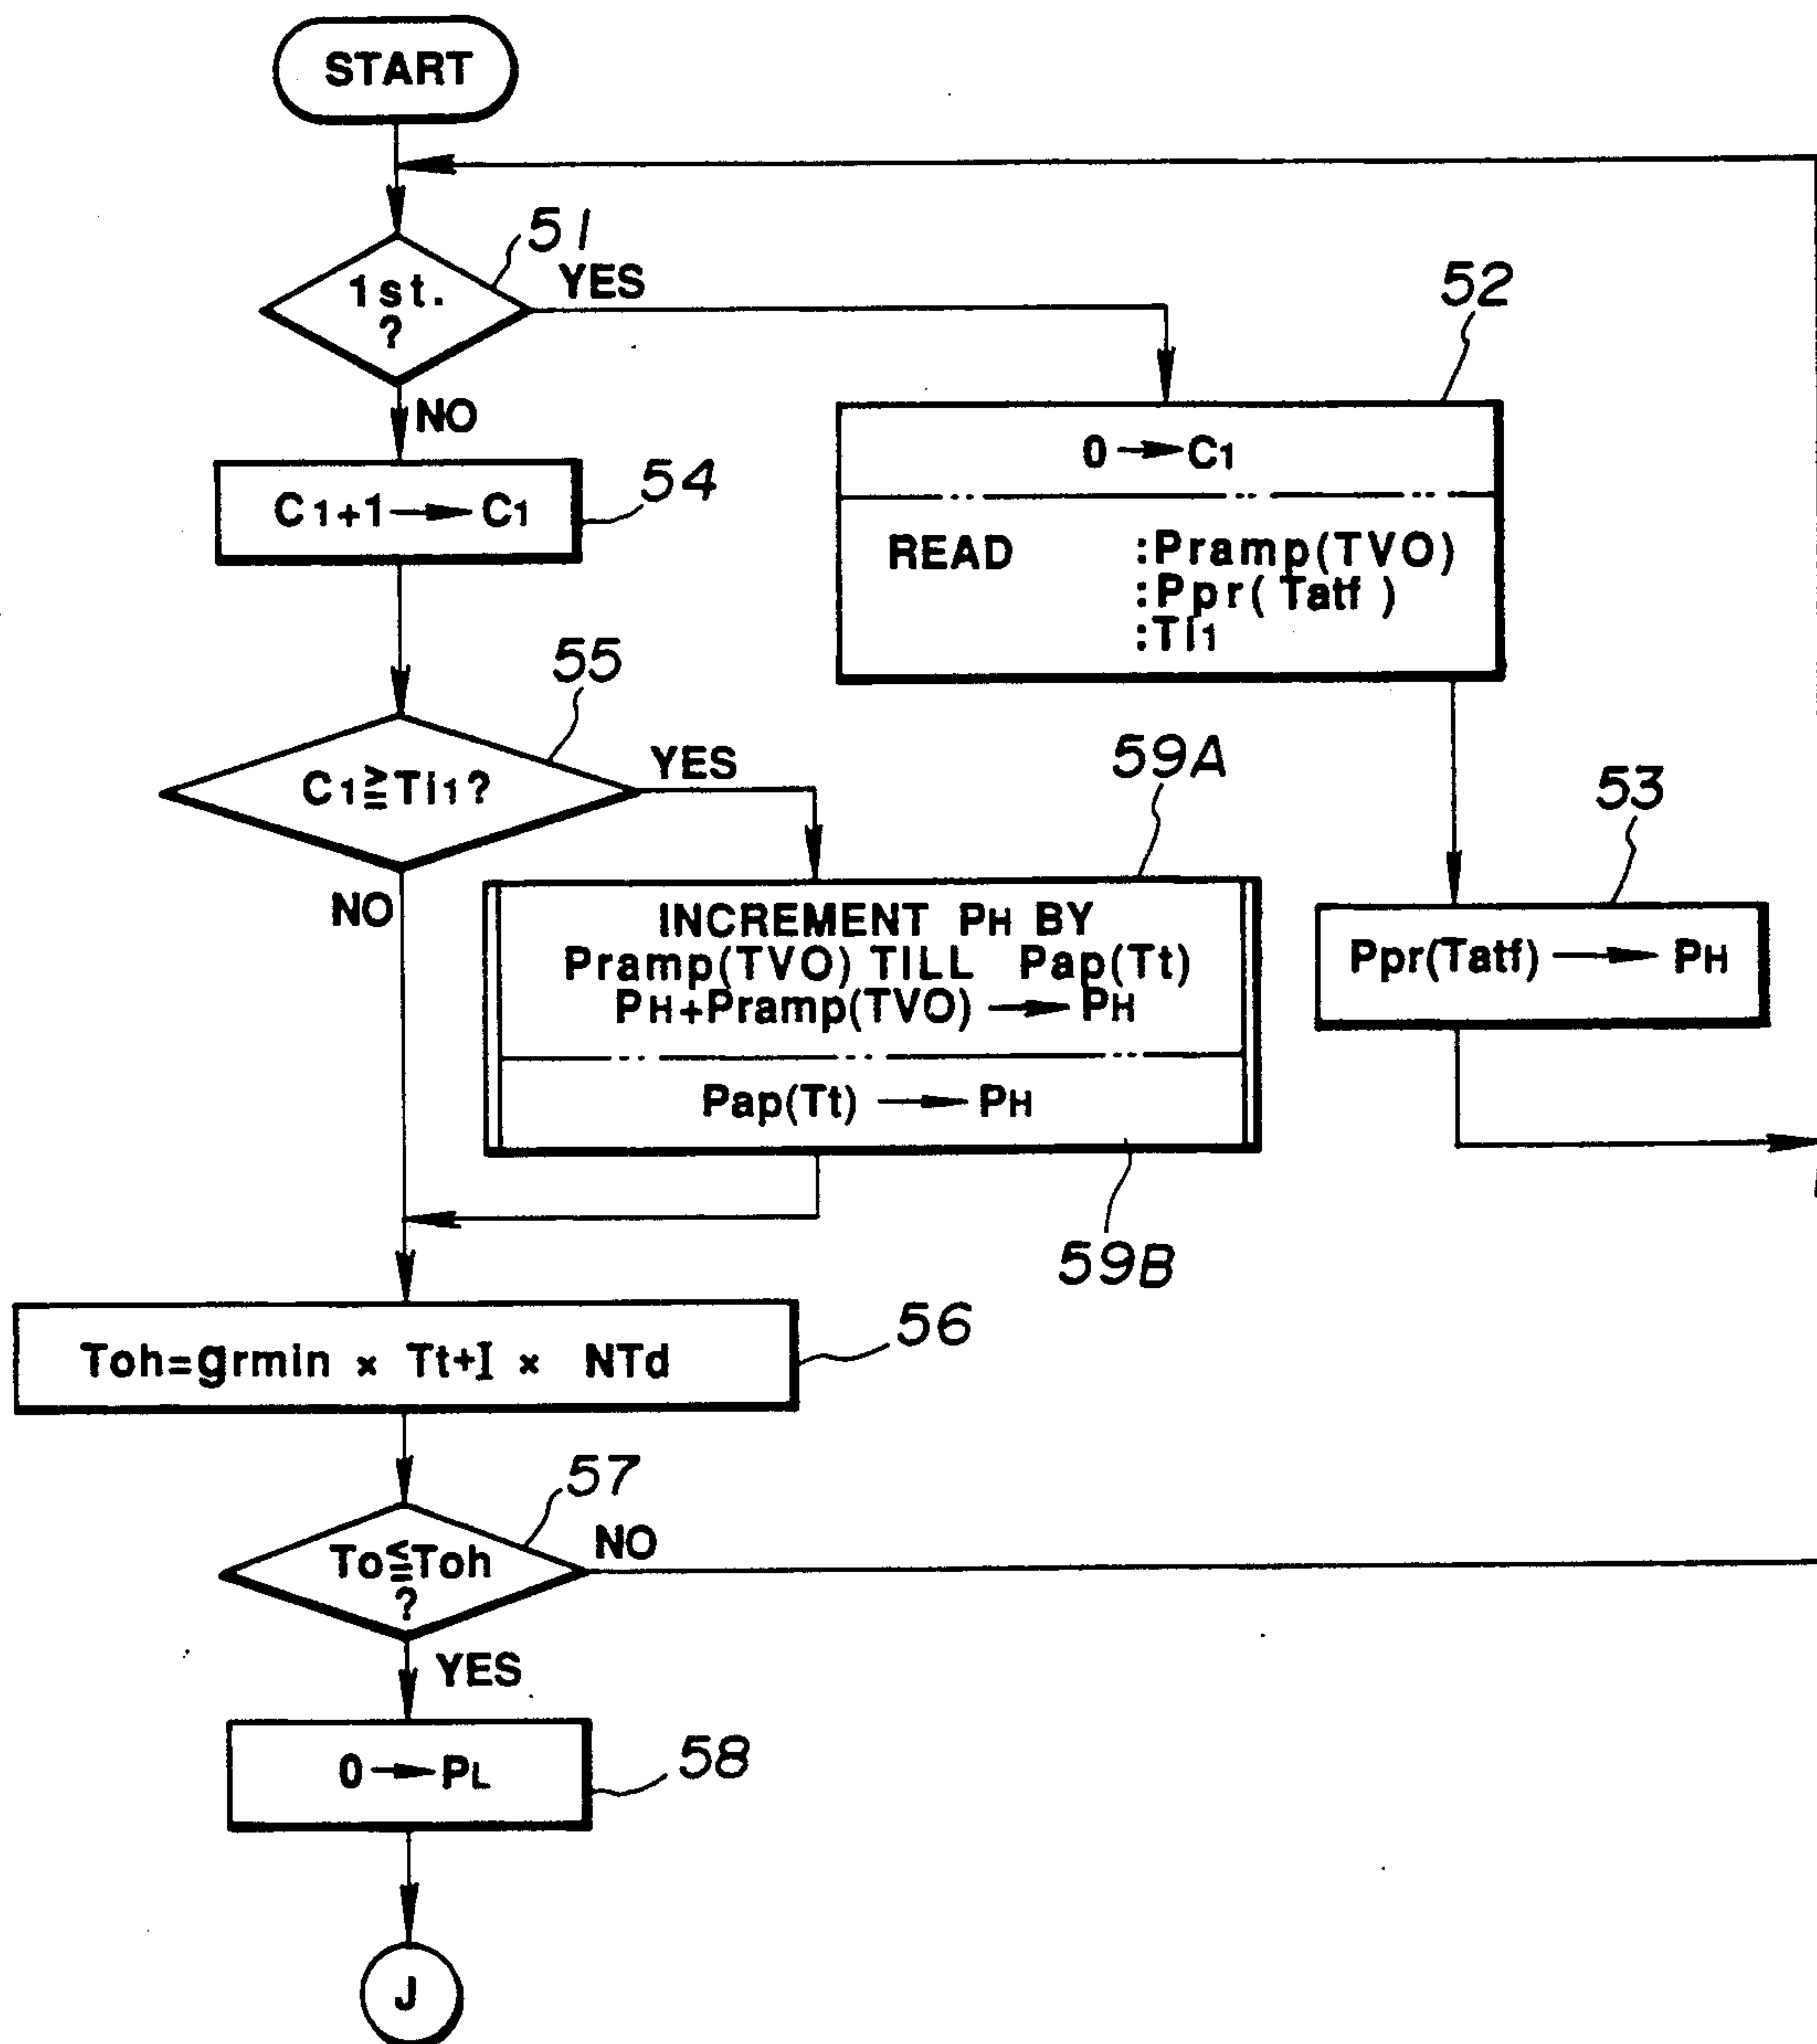 START
51
1st.
?
YES
NO
52
0→C1
READ :Pramp(TVO)
:Ppr(Tatf)
:Ti1
54
C1+1→C1
55
C1≧Ti1?
YES
NO
59A
INCREMENT PH BY
Pramp(TVO) TILL Pap(Tt)
PH+Pramp(TVO)→PH
Pap(Tt)→PH
59B
53
Ppr(Tatf)→PH
56
Toh=grmin × Tt+I × NTd
57
To≦Toh
?
NO
YES
58
0→PL
J